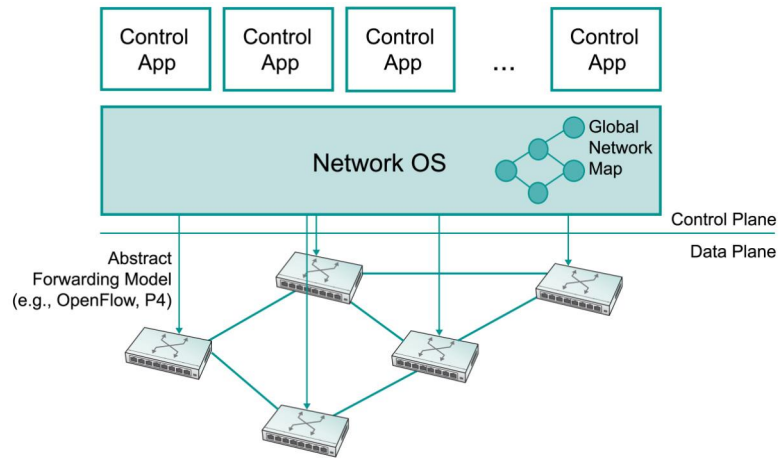 Control
App
Control
App
Control
App
...
Control
App
Network OS
Global
Network
Map
Control Plane
Data Plane
Abstract
Forwarding Model
(e.g., OpenFlow, P4)